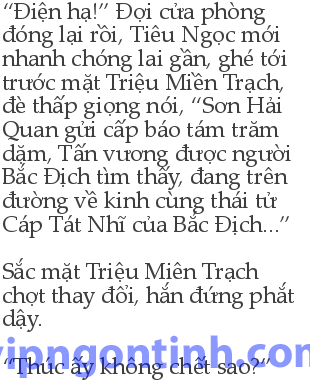 “Điện hạ!” Đợi cửa phòng
đóng lại rồi, Tiêu Ngọc mới
nhanh chóng lai gần, ghé tới
trước mặt Triệu Miền Trạch,
đè thấp giọng nói, “Sơn Hải
Quan gửi cấp báo tám trăm
dặm, Tấn vương được người
Bắc Địch tìm thấy, đang trên
đường về kinh cùng thái tử
Cáp Tát Nhĩ của Bắc Địch...”
Sắc mặt Triệu Miên Trạch
chợt thay đổi, hắn đứng phắt
dậy.
“Thúc ấy không chết sao?”
vipngontinh.com